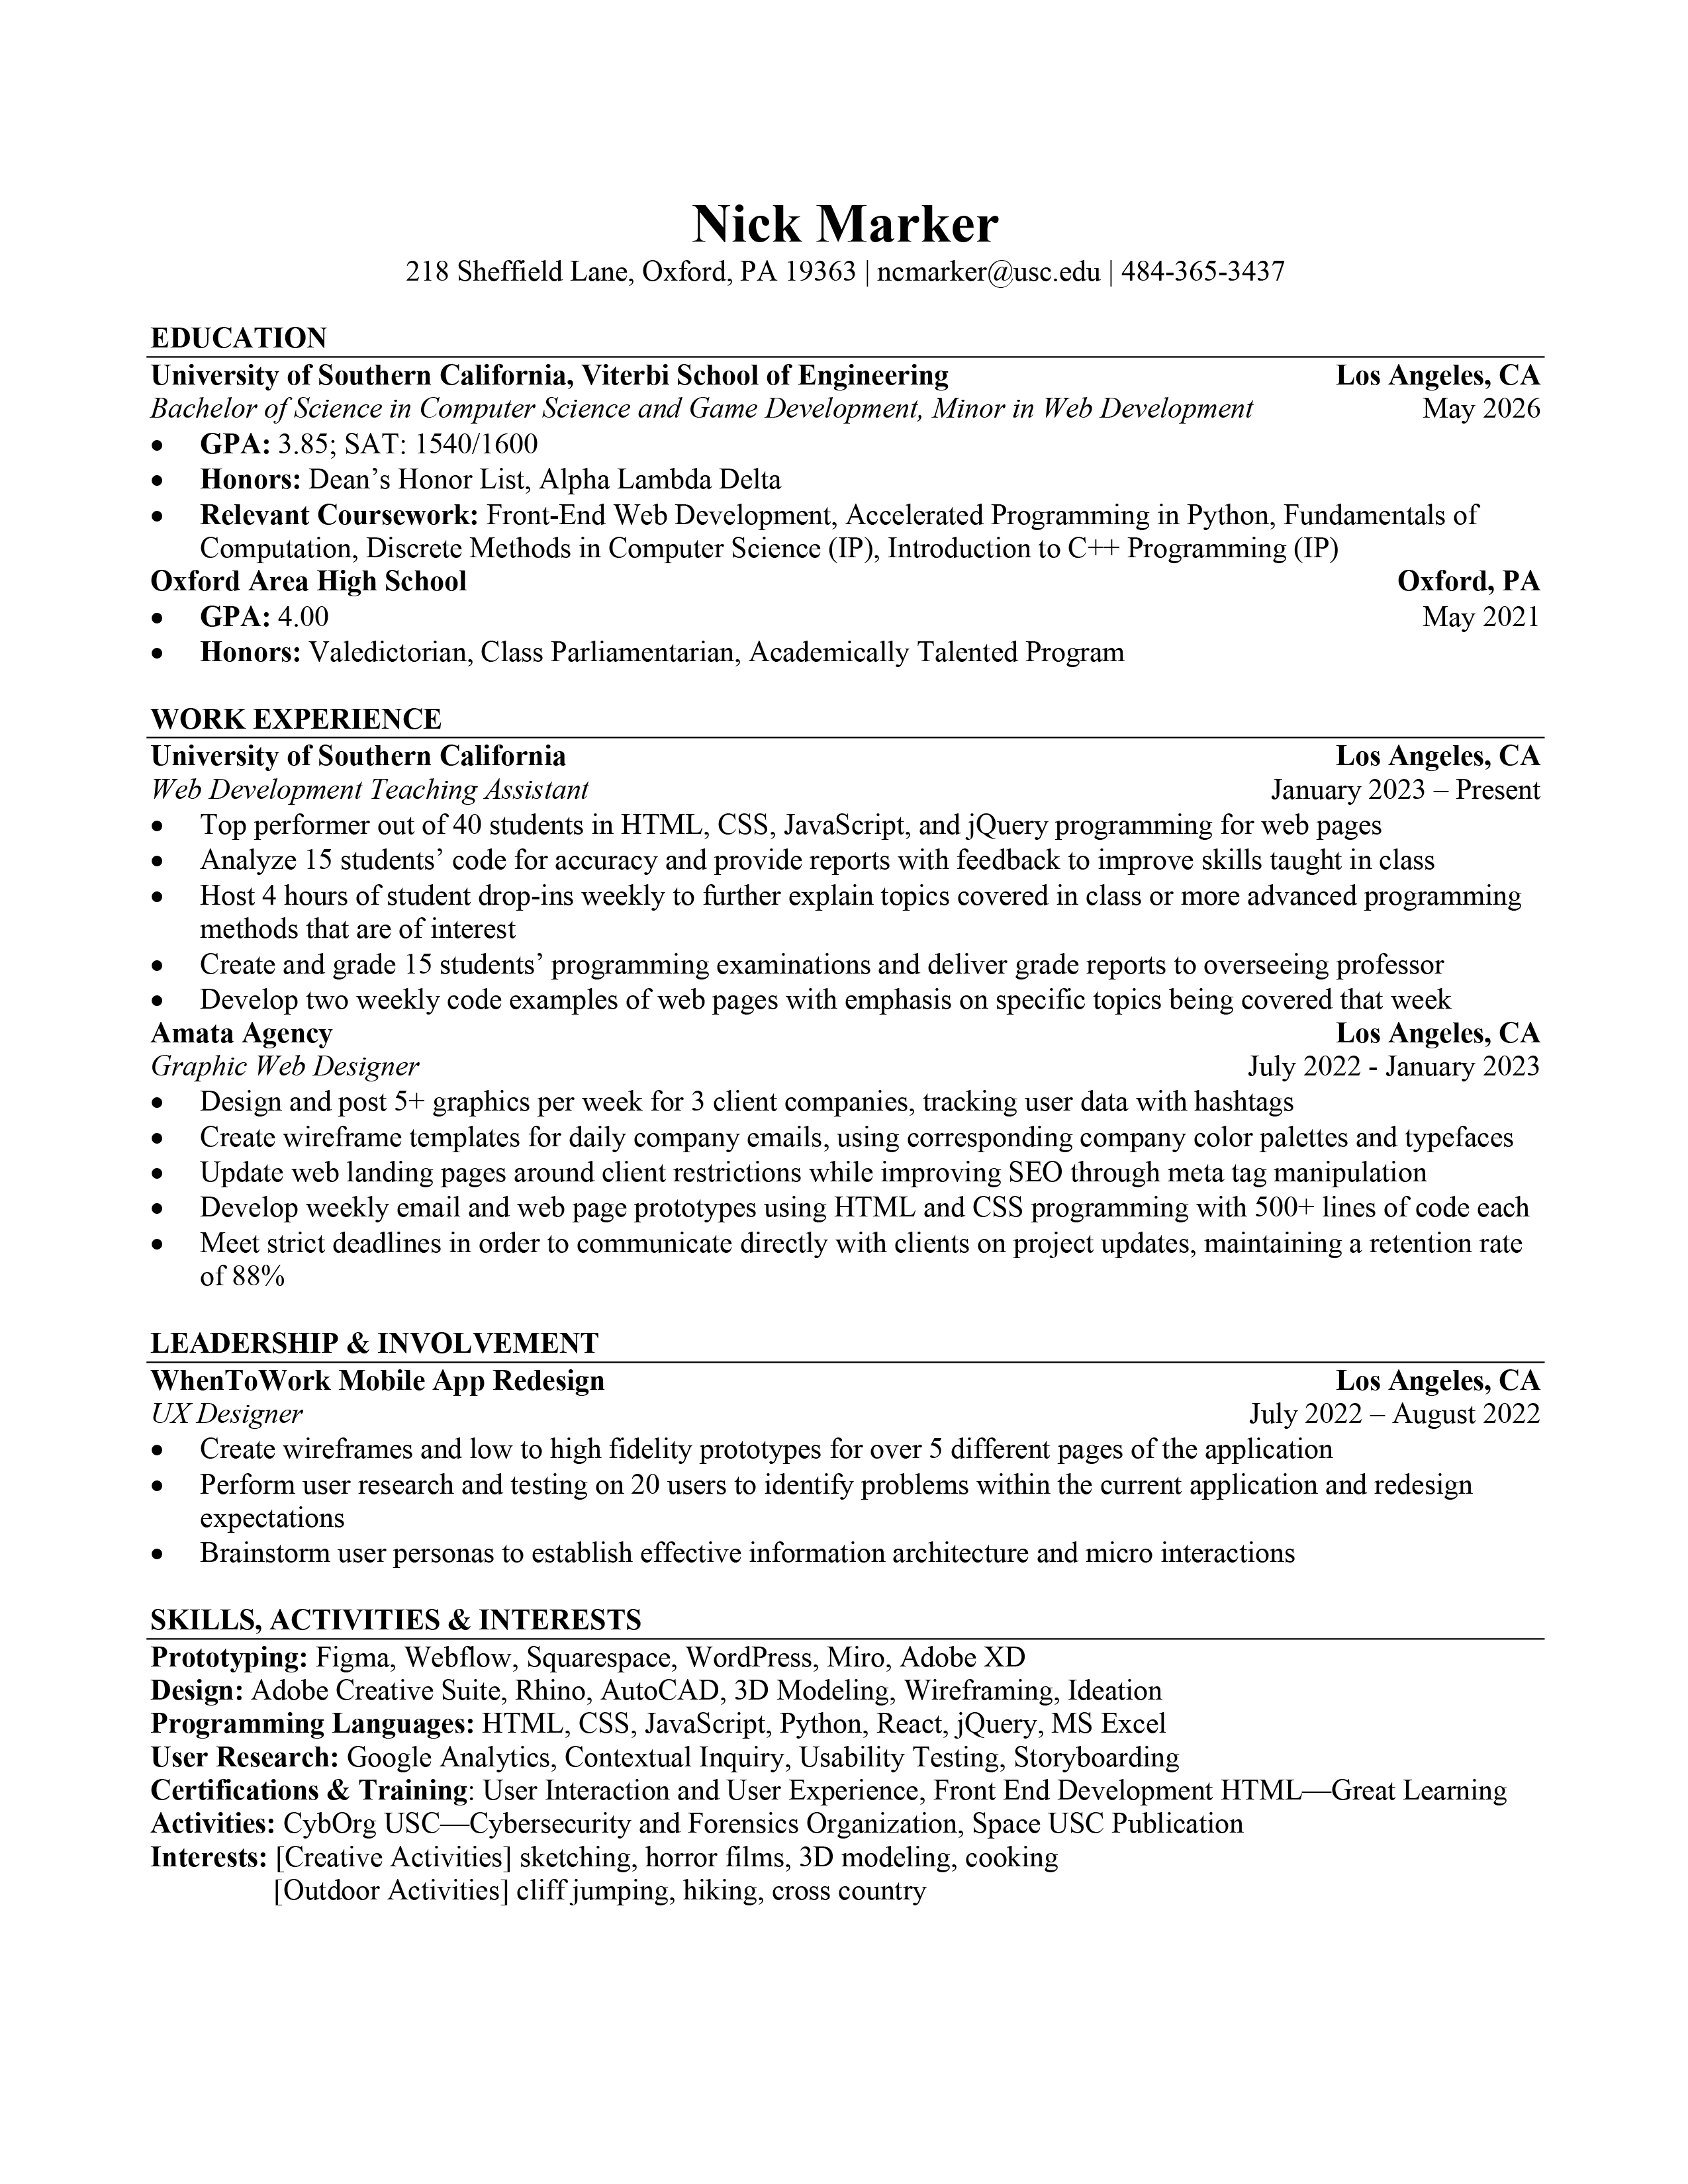 Nick Marker
218 Sheffield Lane, Oxford, PA 19363 | ncmarker@usc.edu | 484-365-3437
EDUCATION
University of Southern California, Viterbi School of Engineering Los Angeles, CA
Bachelor of Science in Computer Science and Game Development, Minor in Web Development May 2026
• GPA: 3.85; SAT: 1540/1600
• Honors: Dean’s Honor List, Alpha Lambda Delta
• Relevant Coursework: Front-End Web Development, Accelerated Programming in Python, Fundamentals of
Computation, Discrete Methods in Computer Science (IP), Introduction to C++ Programming (IP)
Oxford Area High School Oxford, PA
• GPA: 4.00 May 2021
• Honors: Valedictorian, Class Parliamentarian, Academically Talented Program
WORK EXPERIENCE
University of Southern California Los Angeles, CA
Web Development Teaching Assistant January 2023 – Present
• Top performer out of 40 students in HTML, CSS, JavaScript, and jQuery programming for web pages
• Analyze 15 students’ code for accuracy and provide reports with feedback to improve skills taught in class
• Host 4 hours of student drop-ins weekly to further explain topics covered in class or more advanced programming
methods that are of interest
• Create and grade 15 students’ programming examinations and deliver grade reports to overseeing professor
• Develop two weekly code examples of web pages with emphasis on specific topics being covered that week
Amata Agency Los Angeles, CA
Graphic Web Designer July 2022 - January 2023
• Design and post 5+ graphics per week for 3 client companies, tracking user data with hashtags
• Create wireframe templates for daily company emails, using corresponding company color palettes and typefaces
• Update web landing pages around client restrictions while improving SEO through meta tag manipulation
• Develop weekly email and web page prototypes using HTML and CSS programming with 500+ lines of code each
• Meet strict deadlines in order to communicate directly with clients on project updates, maintaining a retention rate
of 88%
LEADERSHIP & INVOLVEMENT
WhenToWork Mobile App Redesign Los Angeles, CA
UX Designer July 2022 – August 2022
• Create wireframes and low to high fidelity prototypes for over 5 different pages of the application
• Perform user research and testing on 20 users to identify problems within the current application and redesign
expectations
• Brainstorm user personas to establish effective information architecture and micro interactions
SKILLS, ACTIVITIES & INTERESTS
Prototyping: Figma, Webflow, Squarespace, WordPress, Miro, Adobe XD
Design: Adobe Creative Suite, Rhino, AutoCAD, 3D Modeling, Wireframing, Ideation
Programming Languages: HTML, CSS, JavaScript, Python, React, jQuery, MS Excel
User Research: Google Analytics, Contextual Inquiry, Usability Testing, Storyboarding
Certifications & Training: User Interaction and User Experience, Front End Development HTML—Great Learning
Activities: CybOrg USC—Cybersecurity and Forensics Organization, Space USC Publication
Interests: [Creative Activities] sketching, horror films, 3D modeling, cooking
[Outdoor Activities] cliff jumping, hiking, cross country